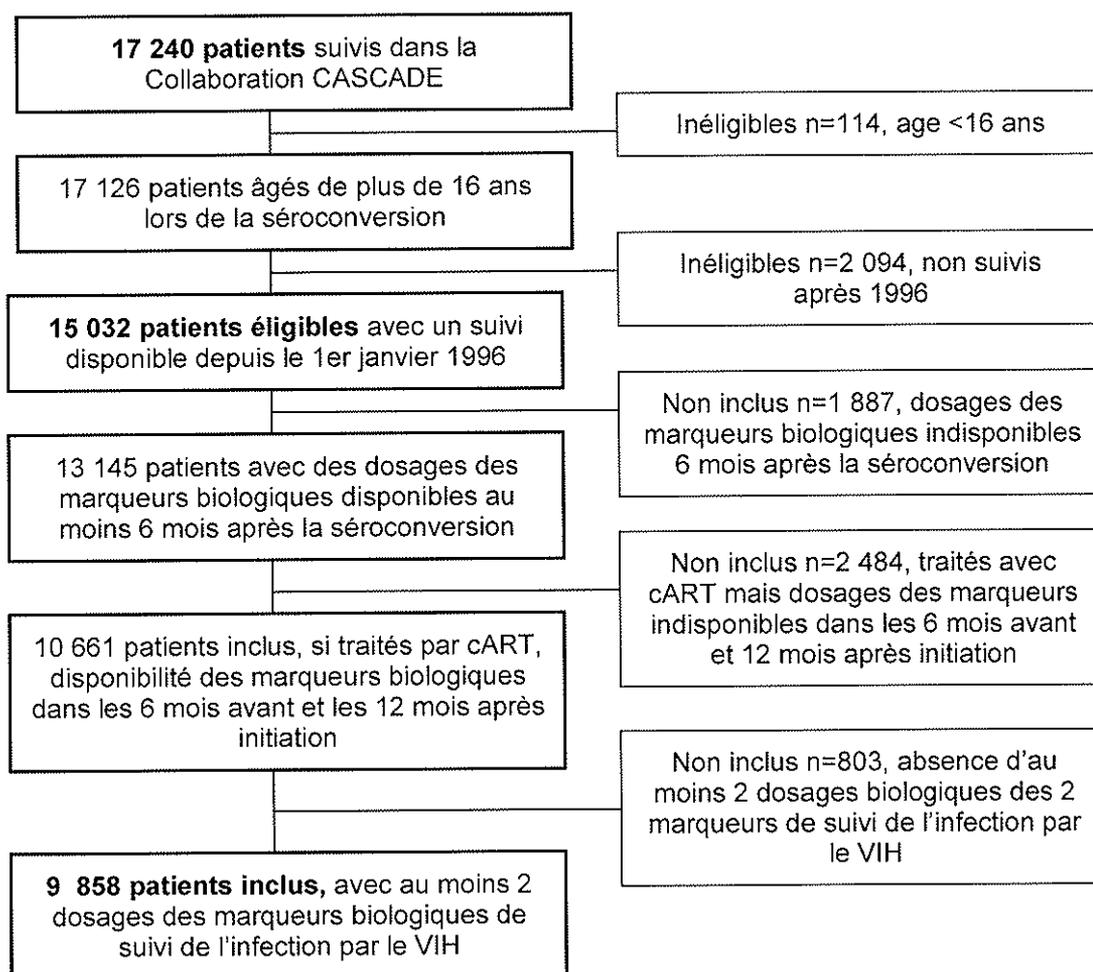 17 240 patients suivis dans la
Collaboration CASCADE
Inéligibles n=114, age <16 ans
17 126 patients âgés de plus de 16 ans
lors de la séroconversion
Inéligibles n=2 094, non suivis
après 1996
15 032 patients éligibles avec un suivi
disponible depuis le 1er janvier 1996
Non inclus n=1 887, dosages des
marqueurs biologiques indisponibles
6 mois après la séroconversion
13 145 patients avec des dosages des
marqueurs biologiques disponibles au
moins 6 mois après la séroconversion
Non inclus n=2 484, traités avec
cART mais dosages des marqueurs
indisponibles dans les 6 mois avant
et 12 mois après initiation
10 661 patients inclus, si traités par cART,
disponibilité des marqueurs biologiques
dans les 6 mois avant et les 12 mois après
initiation
Non inclus n=803, absence d'au
moins 2 dosages biologiques des 2
marqueurs de suivi de l'infection par
le VIH
9 858 patients inclus, avec au moins 2
dosages des marqueurs biologiques de
suivi de l'infection par le VIH